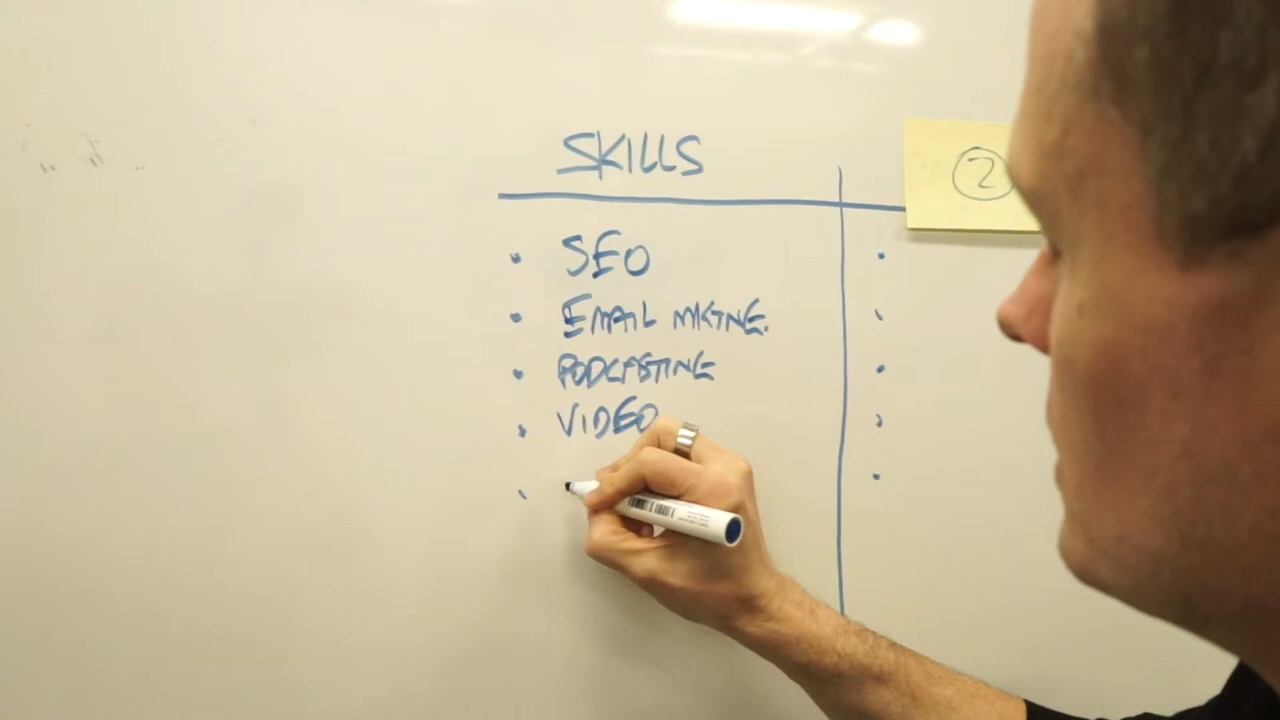 SKILLS
2
• SEO
• EMAIL MKTNG.
• PODCASTING
• VIDEO